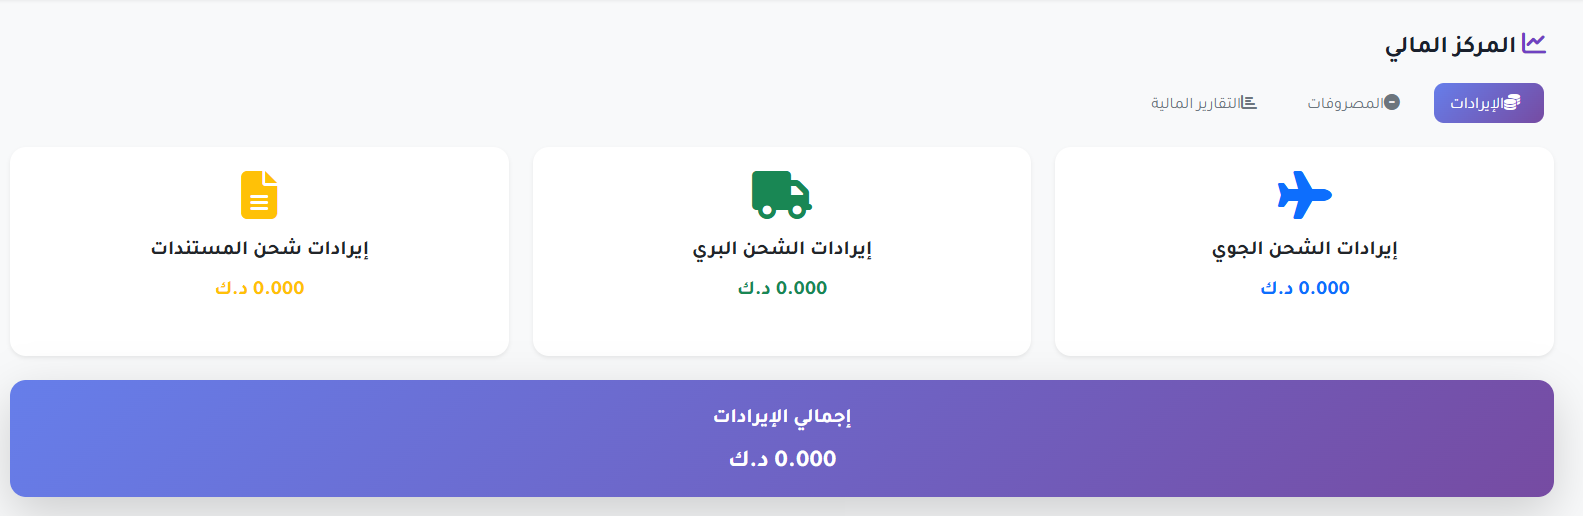 المركز المالي
الإيرادات
المصروفات
التقارير المالية
إيرادات الشحن الجوي
0.000 د.ك
إيرادات الشحن البري
0.000 د.ك
إيرادات شحن المستندات
0.000 د.ك
إجمالي الإيرادات
0.000 د.ك